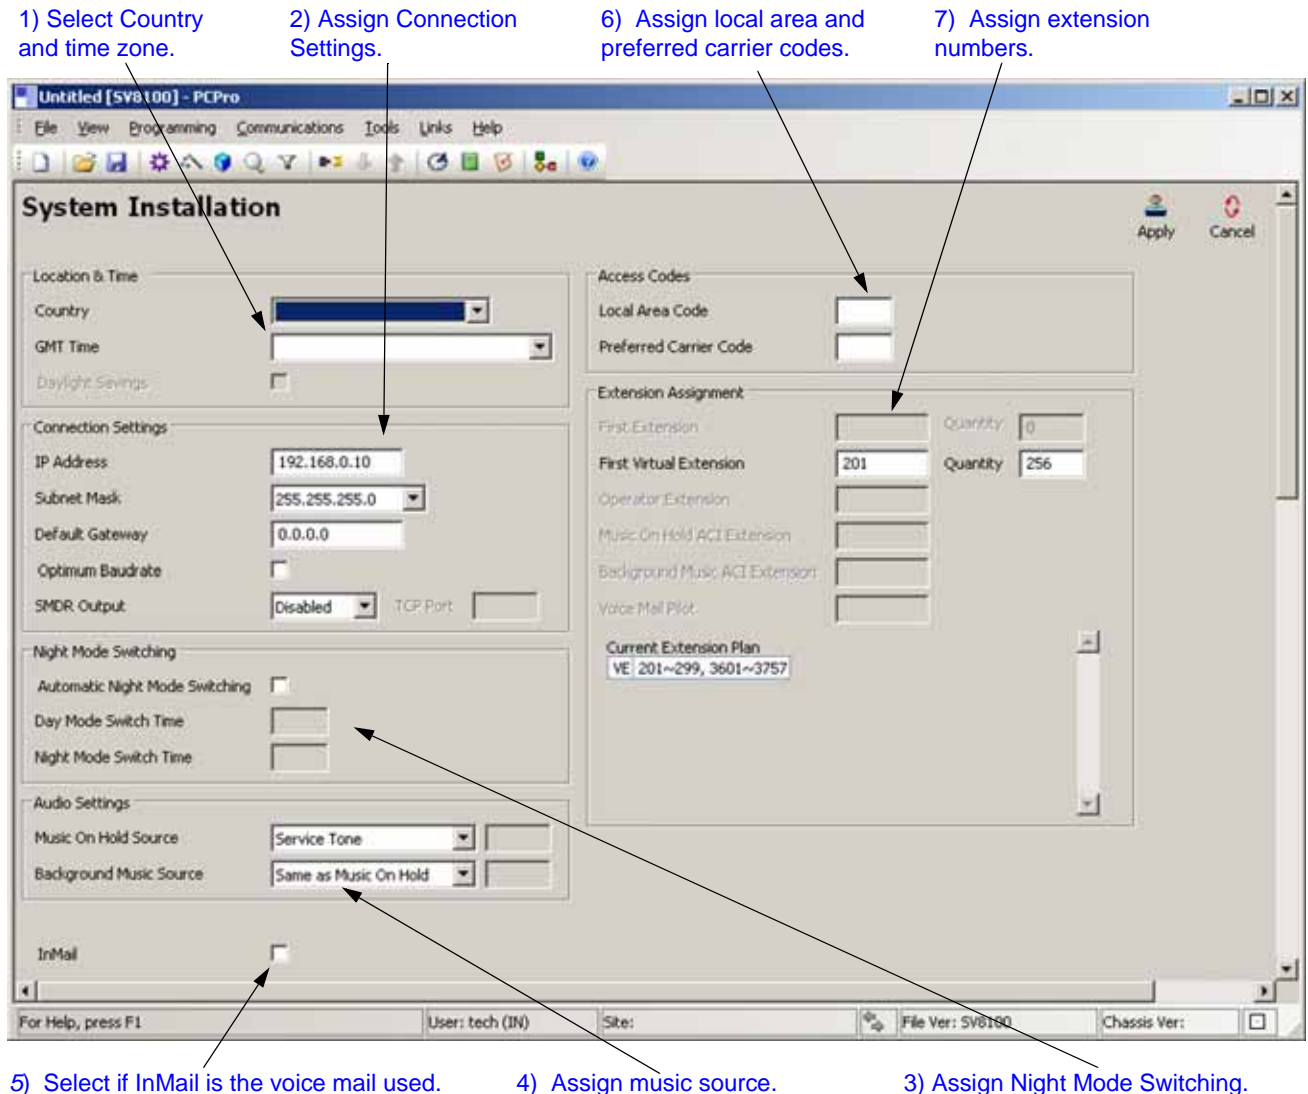 1) Select Country
and time zone.
2) Assign Connection
Settings.
6) Assign local area and
preferred carrier codes.
7) Assign extension
numbers.
Untitled [SV8100] - PCPro
File View Programming Communications Tools Links Help
System Installation
Apply
Cancel
Location & Time
Country
GMT Time
Daylight Savings
Connection Settings
IP Address 192.168.0.10
Subnet Mask 255.255.255.0
Default Gateway 0.0.0.0
Optimum Baudrate
SMDR Output Disabled TCP Port
Night Mode Switching
Automatic Night Mode Switching
Day Mode Switch Time
Night Mode Switch Time
Audio Settings
Music On Hold Source Service Tone
Background Music Source Same as Music On Hold
InMail
Access Codes
Local Area Code
Preferred Carrier Code
Extension Assignment
First Extension Quantity 0
First Virtual Extension 201 Quantity 256
Operator Extension
Music On Hold ACI Extension
Background Music ACI Extension
Voice Mail Pilot
Current Extension Plan
VE 201~299, 3601~3757
For Help, press F1
User: tech (IN)
Site:
File Ver: SV8100
Chassis Ver:
5) Select if InMail is the voice mail used.
4) Assign music source.
3) Assign Night Mode Switching.